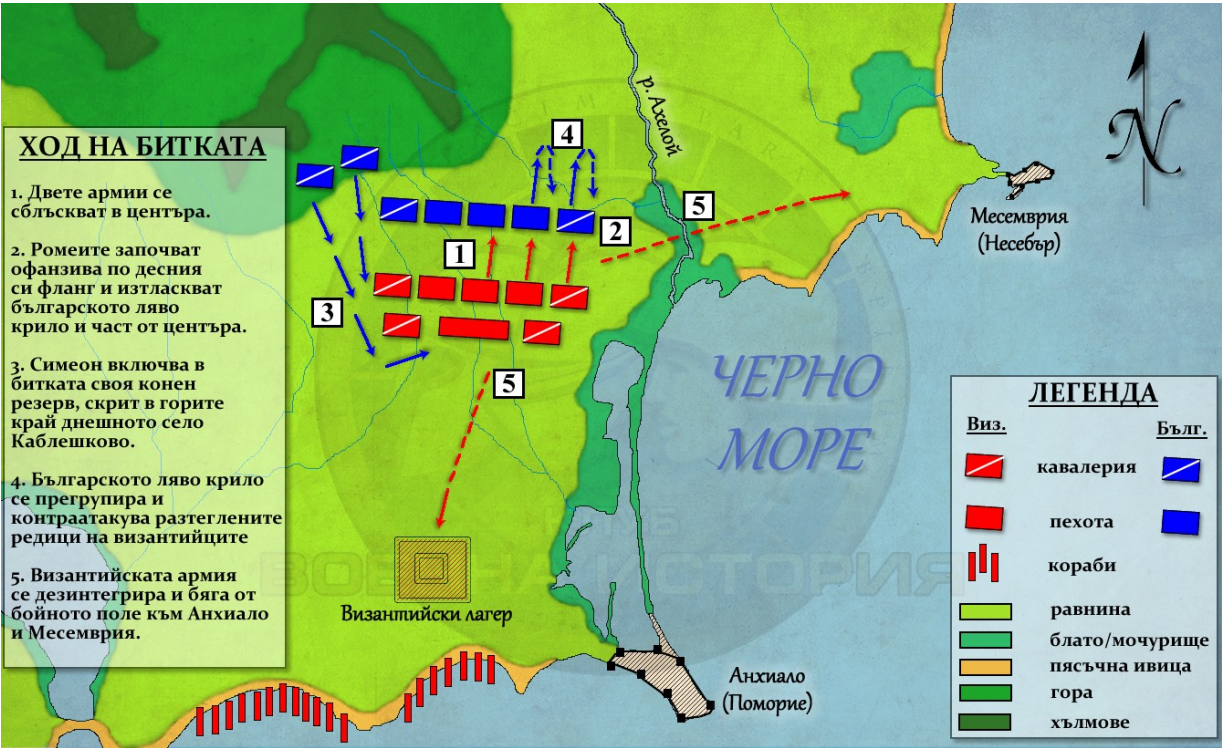 ХОД НА БИТКАТА
1. Двете армии се
сблъскват в центъра.
2. Ромеите започват
офанзива по десния
си фланг и изтласкват
българското ляво
крило и част от центъра.
3. Симеон включва в
битката своя конен
резерв, скрит в горите
край днешното село
Каблешково.
4. Българското ляво крило
се прегрупира и
контраатакува разтеглените
редици на византийците
5. Византийската армия
се дезинтегрира и бяга от
бойното поле към Анхиало
и Месемврия.
4
р. Ахелой
5
2
1
3
5
N
Месемврия
(Несебър)
ЧЕРНО
МОРЕ
Византийски лагер
Анхиало
(Поморие)
ВОЕННА ИСТОРИЯ
ЛЕГЕНДА
Виз.
Бълг.
кавалерия
пехота
кораби
равнина
блато/мочурище
пясъчна ивица
гора
хълмове